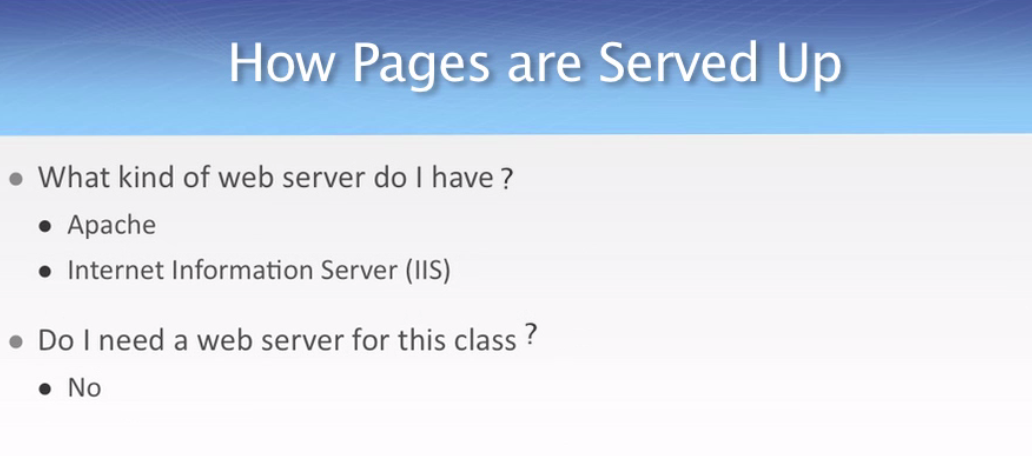 How Pages are Served Up
What kind of web server do I have ?
Apache
Internet Information Server (IIS)
Do I need a web server for this class ?
No